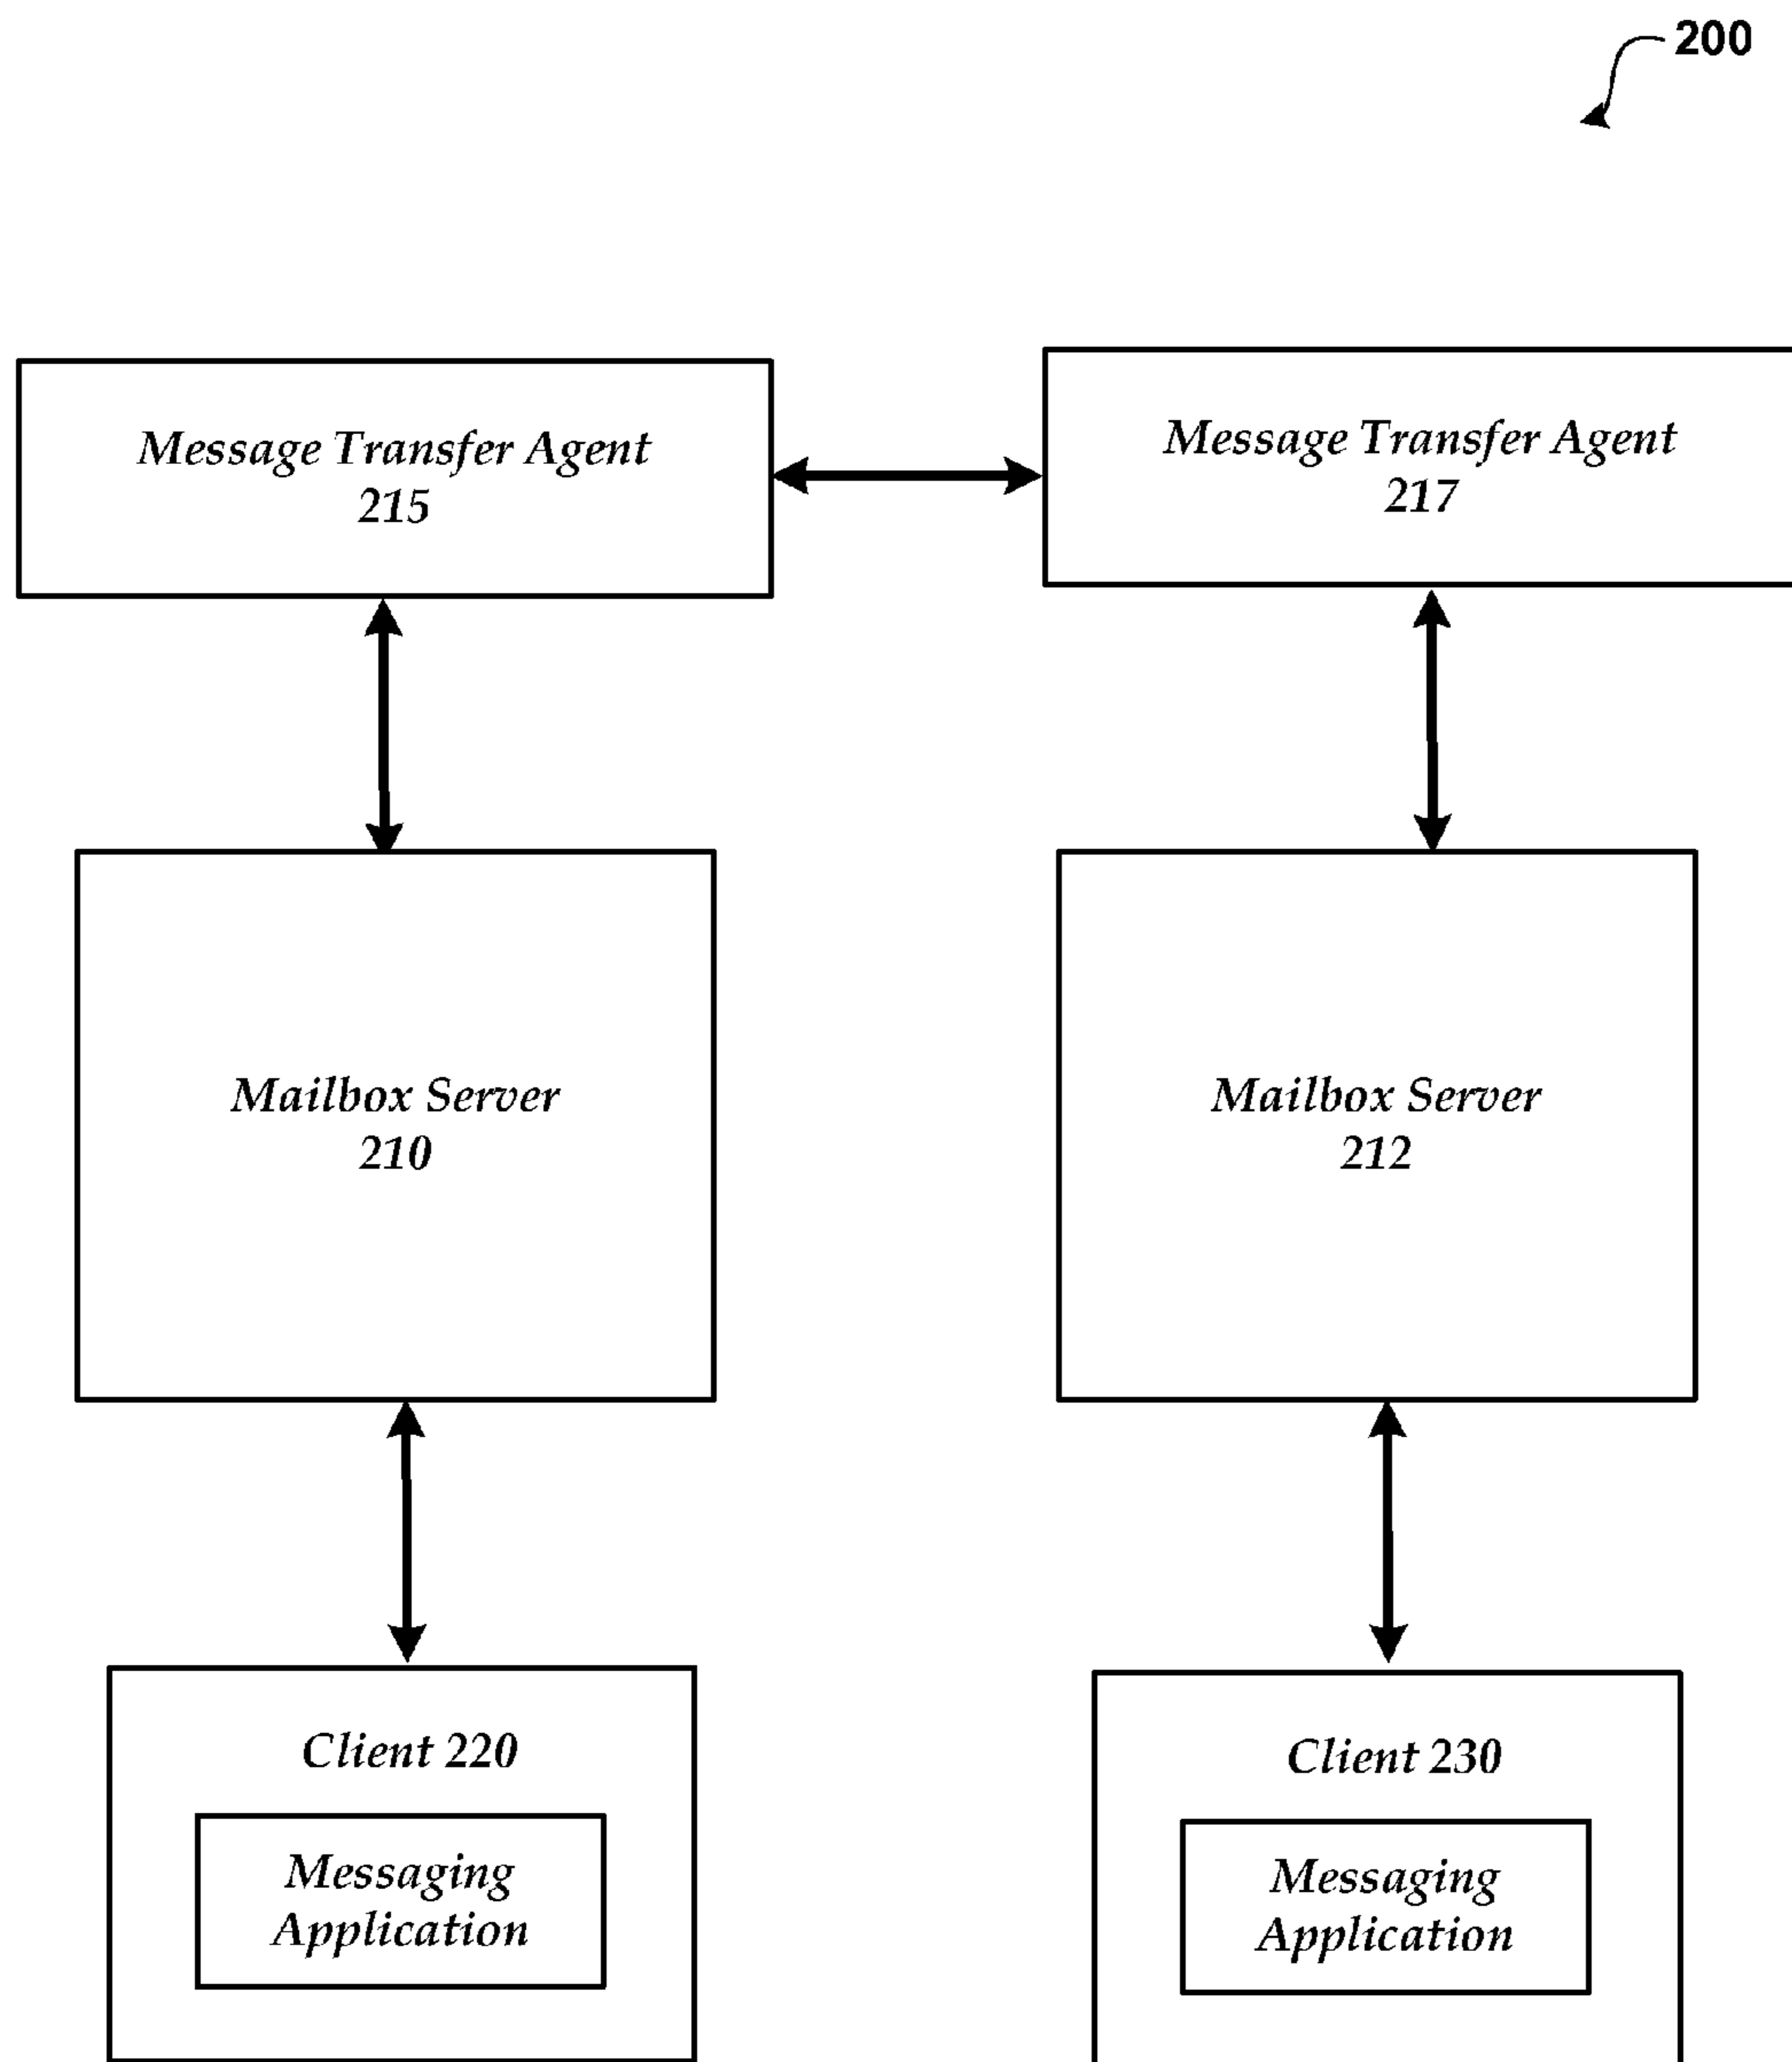 200
Message Transfer Agent
215
Message Transfer Agent
217
Mailbox Server
210
Mailbox Server
212
Client 220
Messaging
Application
Client 230
Messaging
Application